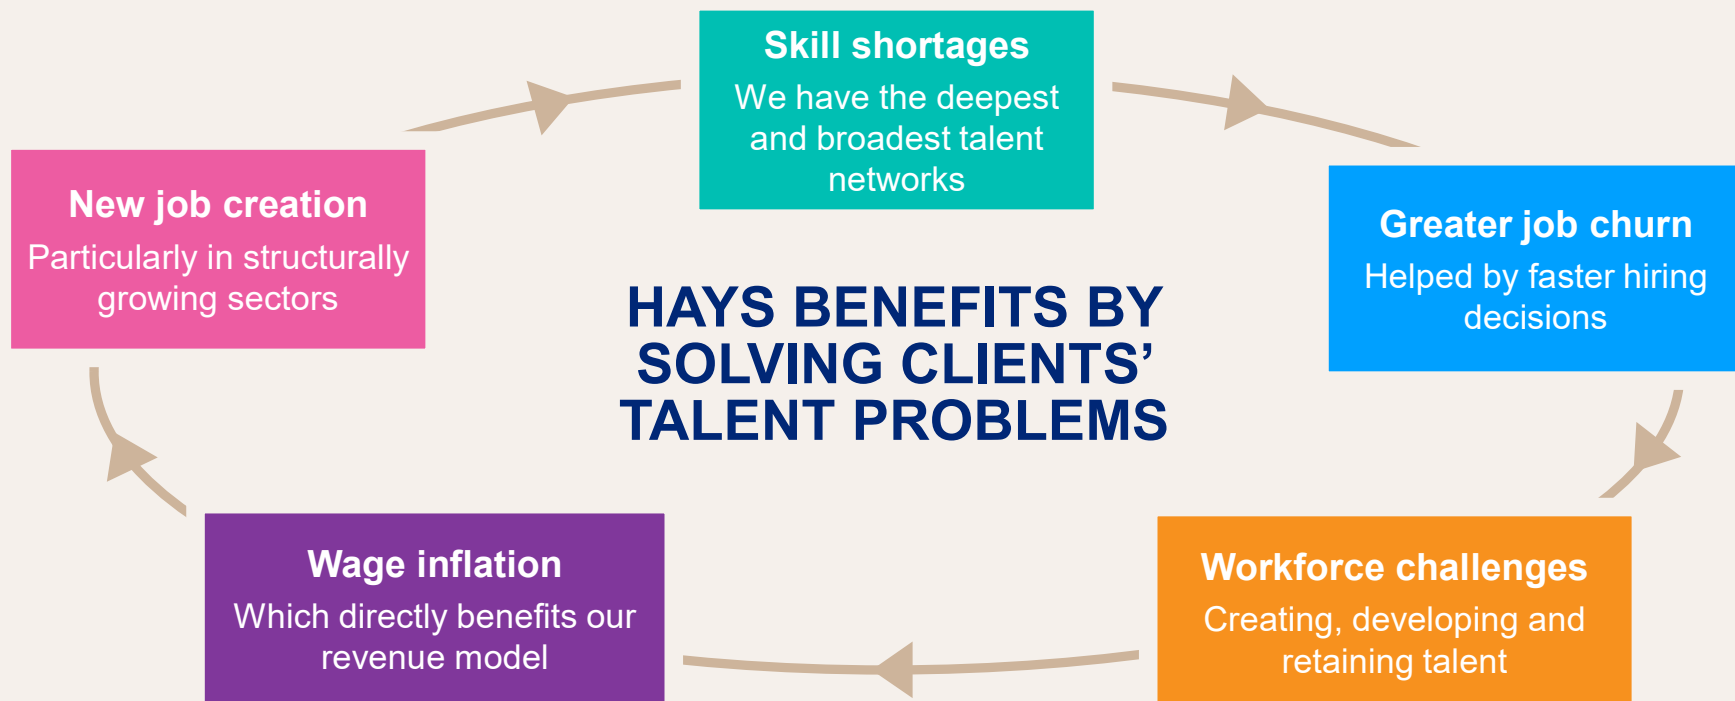 Skill shortages
We have the deepest
and broadest talent
networks
New job creation
Particularly in structurally
growing sectors
Greater job churn
Helped by faster hiring
decisions
HAYS BENEFITS BY
SOLVING CLIENTS’
TALENT PROBLEMS
Wage inflation
Which directly benefits our
revenue model
Workforce challenges
Creating, developing and
retaining talent